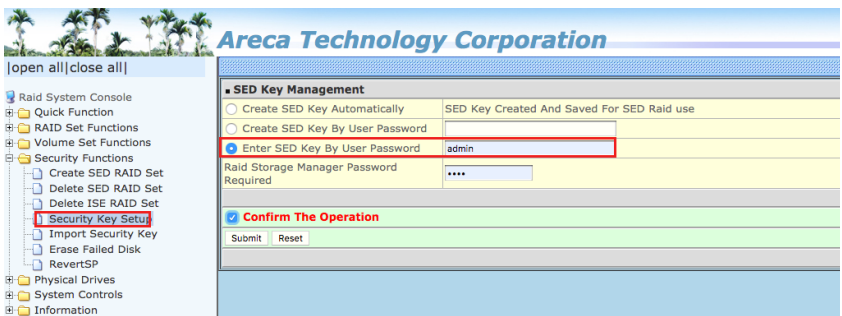 Areca Technology Corporation
|open all|close all|
Raid System Console
Quick Function
RAID Set Functions
Volume Set Functions
Security Functions
Create SED RAID Set
Delete SED RAID Set
Delete ISE RAID Set
Security Key Setup
Import Security Key
Erase Failed Disk
RevertSP
Physical Drives
System Controls
Information
SED Key Management
Create SED Key Automatically SED Key Created And Saved For SED Raid use
Create SED Key By User Password
Enter SED Key By User Password admin
Raid Storage Manager Password
Required ••••
Confirm The Operation
Submit Reset